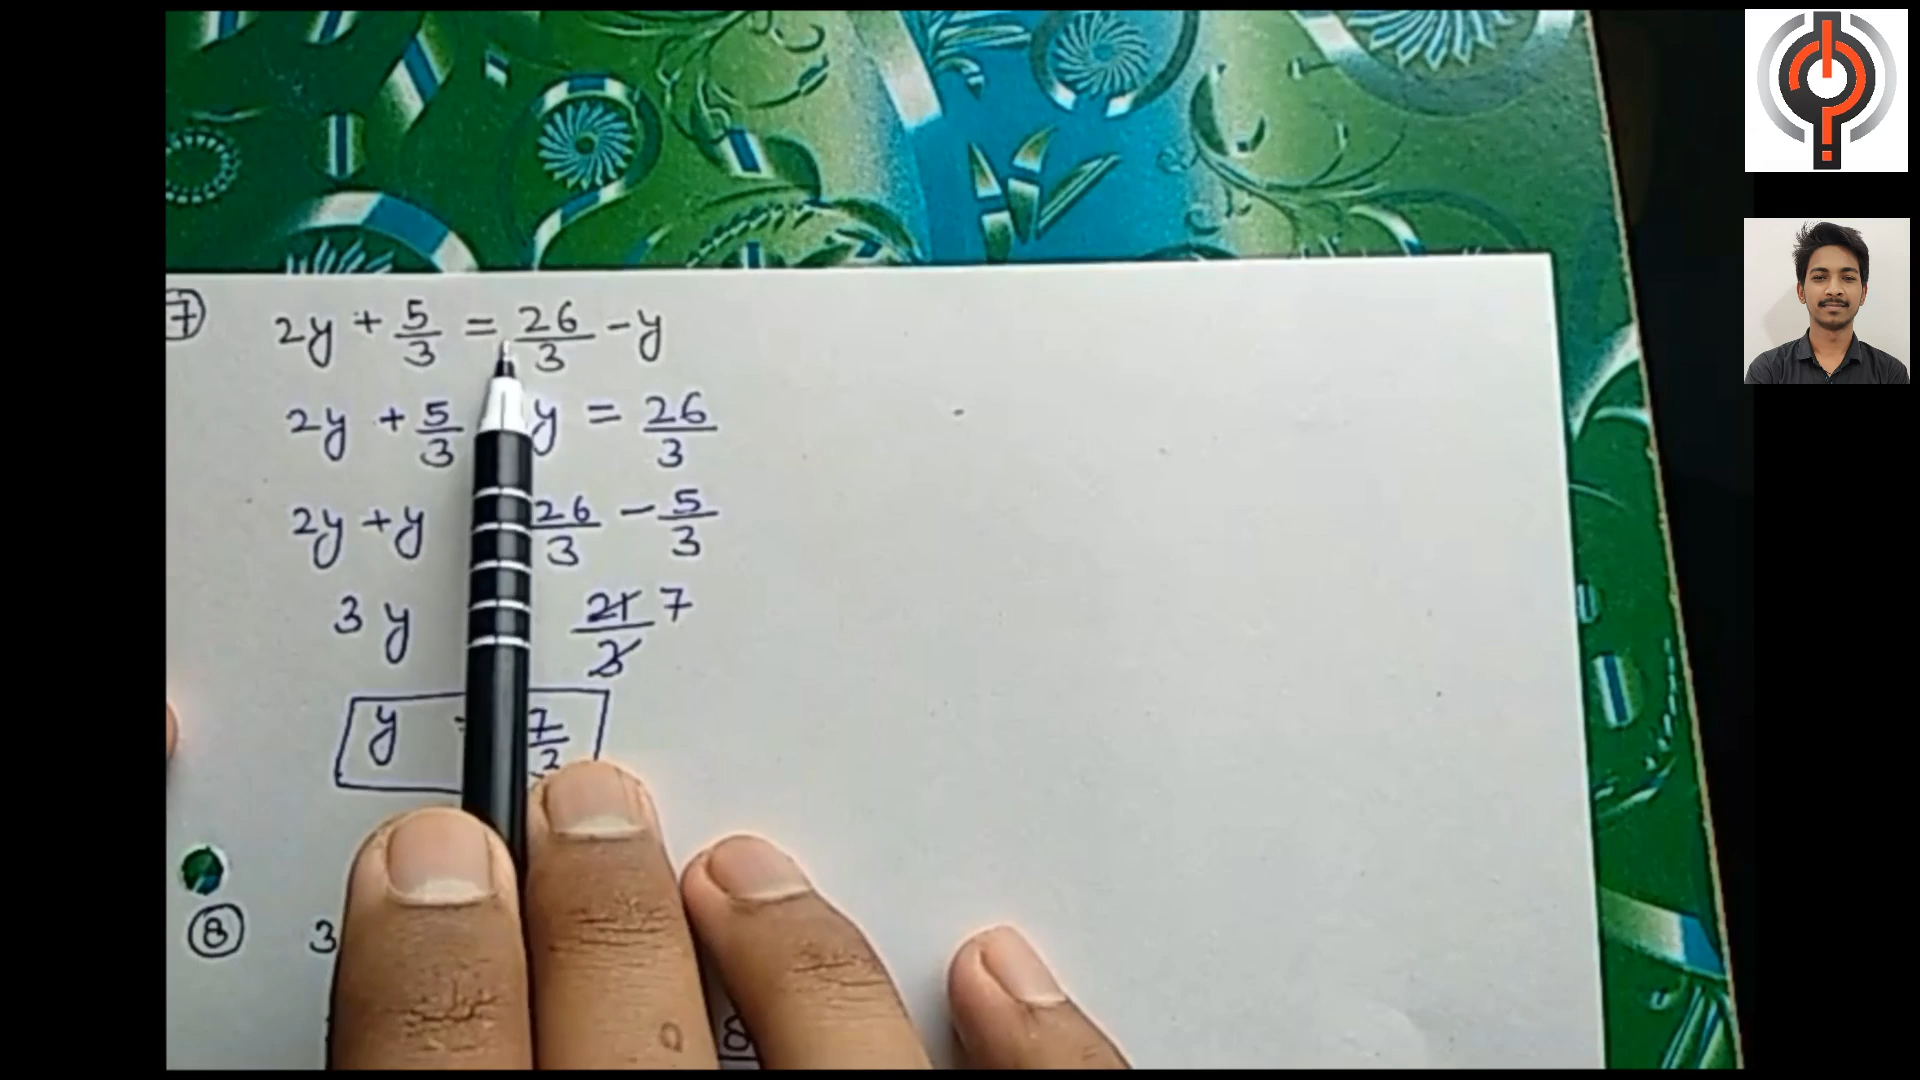 7 2y + 5/3 = 26/3 - y
2y + 5/3 y = 26/3
2y + y 26/3 - 5/3
3y 21/3 7
y = 7/
8 3